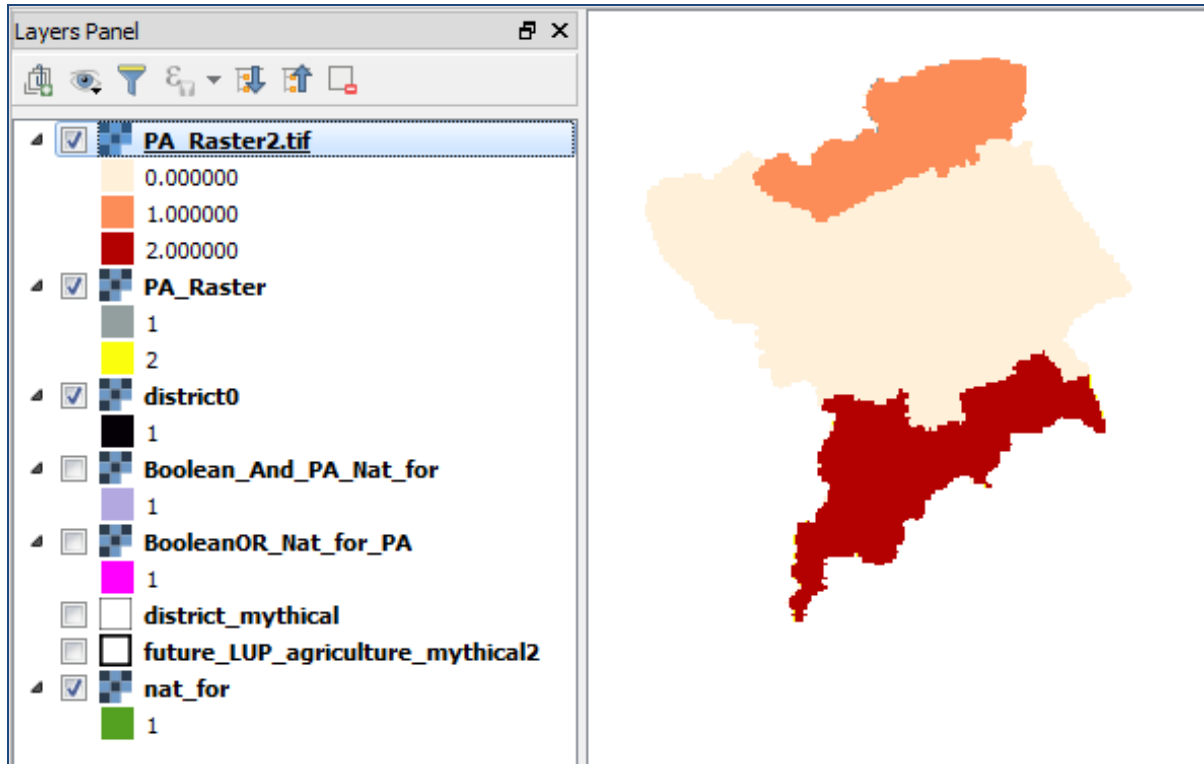 Layers Panel
PA_Raster2.tif
0.000000
1.000000
2.000000
PA_Raster
1
2
district0
1
Boolean_And_PA_Nat_for
1
BooleanOR_Nat_for_PA
1
district_mythical
future_LUP_agriculture_mythical2
nat_for
1